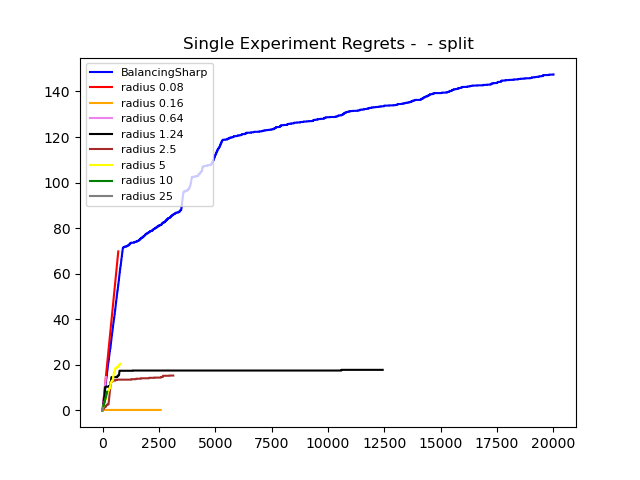 Single Experiment Regrets -  - split
BalancingSharp
radius 0.08
radius 0.16
radius 0.64
radius 1.24
radius 2.5
radius 5
radius 10
radius 25
140
120
100
80
60
40
20
0
0 2500 5000 7500 10000 12500 15000 17500 20000